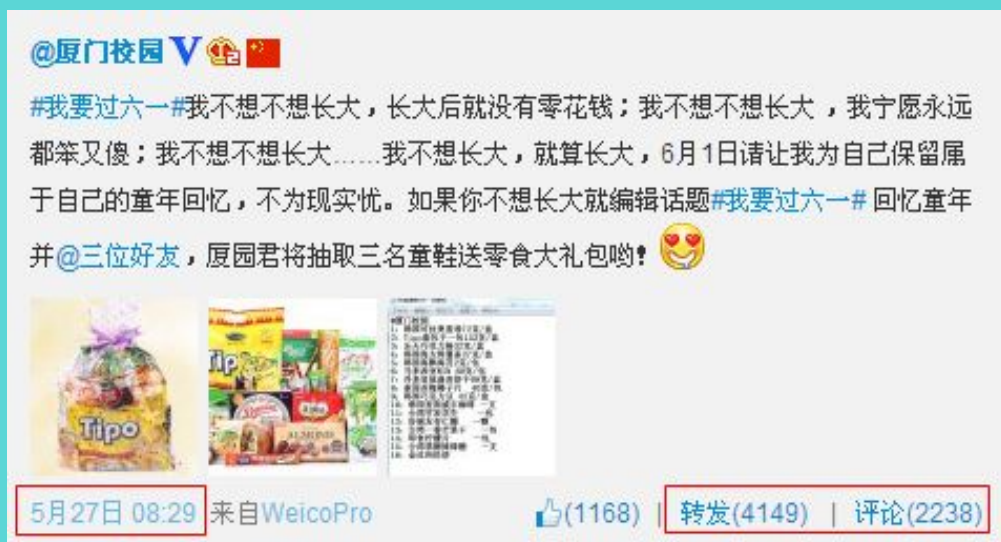 @厦门校园
#我要过六一#我不想不想长大，长大后就没有零花钱；我不想不想长大，我宁愿永远
都笨又傻；我不想不想长大……我不想长大，就算长大，6月1日请让我为自己保留属
于自己的童年回忆，不为现实忧。如果你不想长大就编辑话题#我要过六一# 回忆童年
并@三位好友，厦园君将抽取三名童鞋送零食大礼包哟！
Tipo
Tip
ALMOND
5月27日 08:29 来自WeicoPro (1168) | 转发(4149) | 评论(2238)